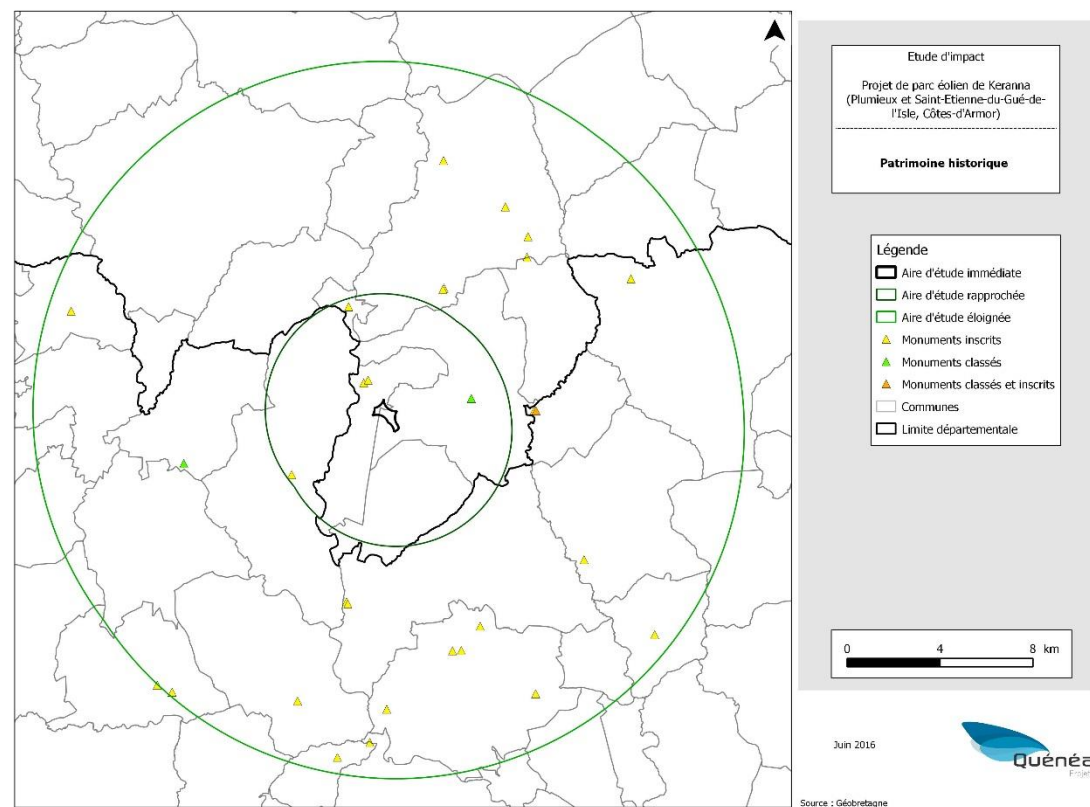 Etude d'impact
Projet de parc éolien de Keranna
(Plumieux et Saint-Etienne-du-Gué-de-
l'Isle, Côtes-d'Armor)
Patrimoine historique
Légende
Aire d'étude immédiate
Aire d'étude rapprochée
Aire d'étude éloignée
Monuments inscrits
Monuments classés
Monuments classés et inscrits
Communes
Limite départementale
0 4 8 km
Juin 2016
Quénéa
Projet
Source : Géobretagne